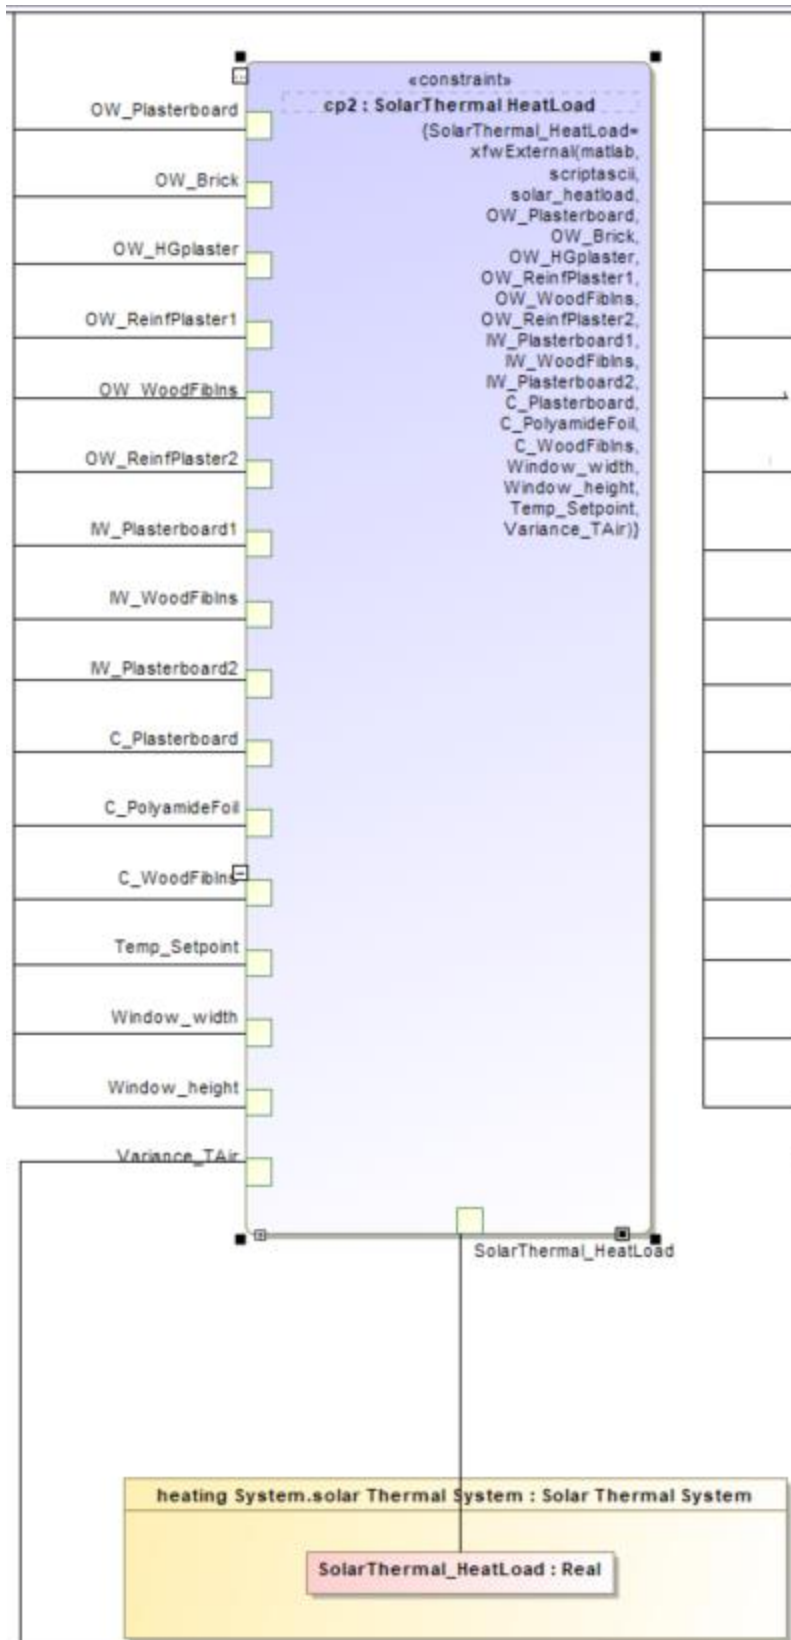 «constraint»
cp2 : SolarThermal HeatLoad
{SolarThermal_HeatLoad=
xfwExternal(matlab,
scriptascii,
solar_heatload,
OW_Plasterboard,
OW_Brick,
OW_HGplaster,
OW_ReinfPlaster1,
OW_WoodFibIns,
OW_ReinfPlaster2,
IW_Plasterboard1,
IW_WoodFibIns,
IW_Plasterboard2,
C_Plasterboard,
C_PolyamideFoil,
C_WoodFibIns,
Window_width,
Window_height,
Temp_Setpoint,
Variance_TAir)}
OW_Plasterboard
OW_Brick
OW_HGplaster
OW_ReinfPlaster1
OW_WoodFibIns
OW_ReinfPlaster2
IW_Plasterboard1
IW_WoodFibIns
IW_Plasterboard2
C_Plasterboard
C_PolyamideFoil
C_WoodFibIns
Temp_Setpoint
Window_width
Window_height
Variance_TAir
SolarThermal_HeatLoad
heating System.solar Thermal System : Solar Thermal System
SolarThermal_HeatLoad : Real